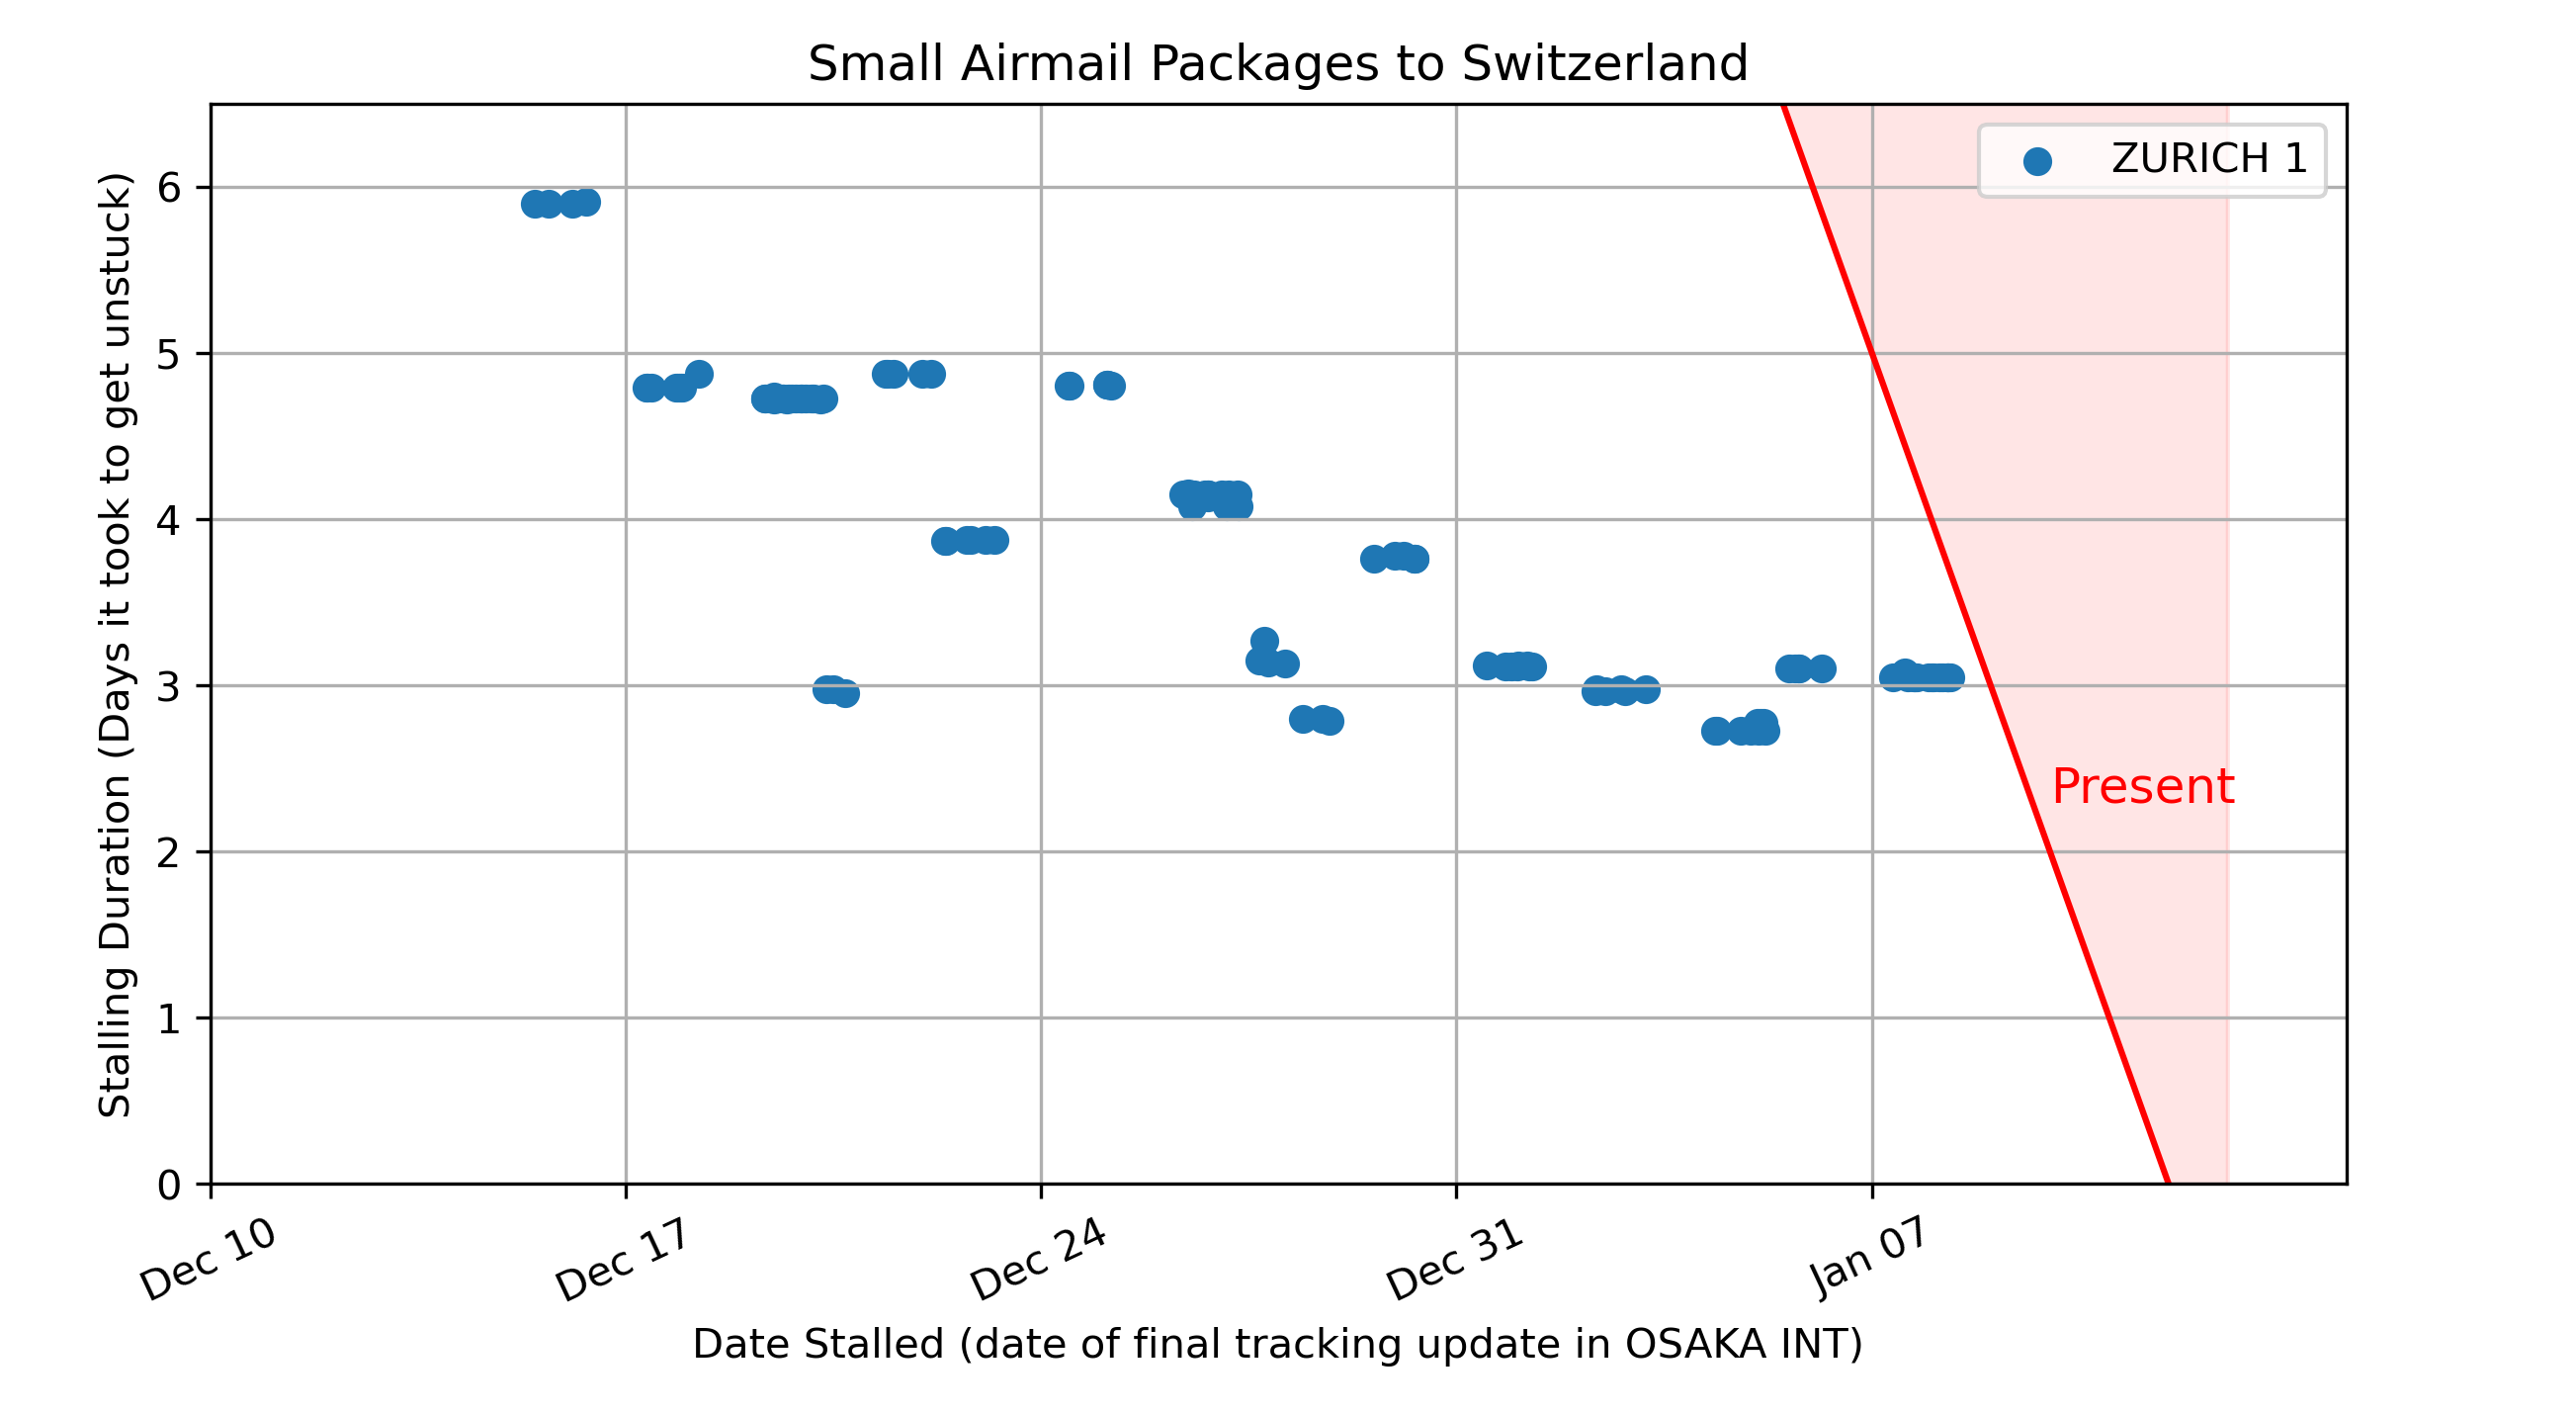 Small Airmail Packages to Switzerland
ZURICH 1
Stalling Duration (Days it took to get unstuck)
6
5
4
3
2
1
0
Present
Dec 10
Dec 17
Dec 24
Dec 31
Jan 07
Date Stalled (date of final tracking update in OSAKA INT)